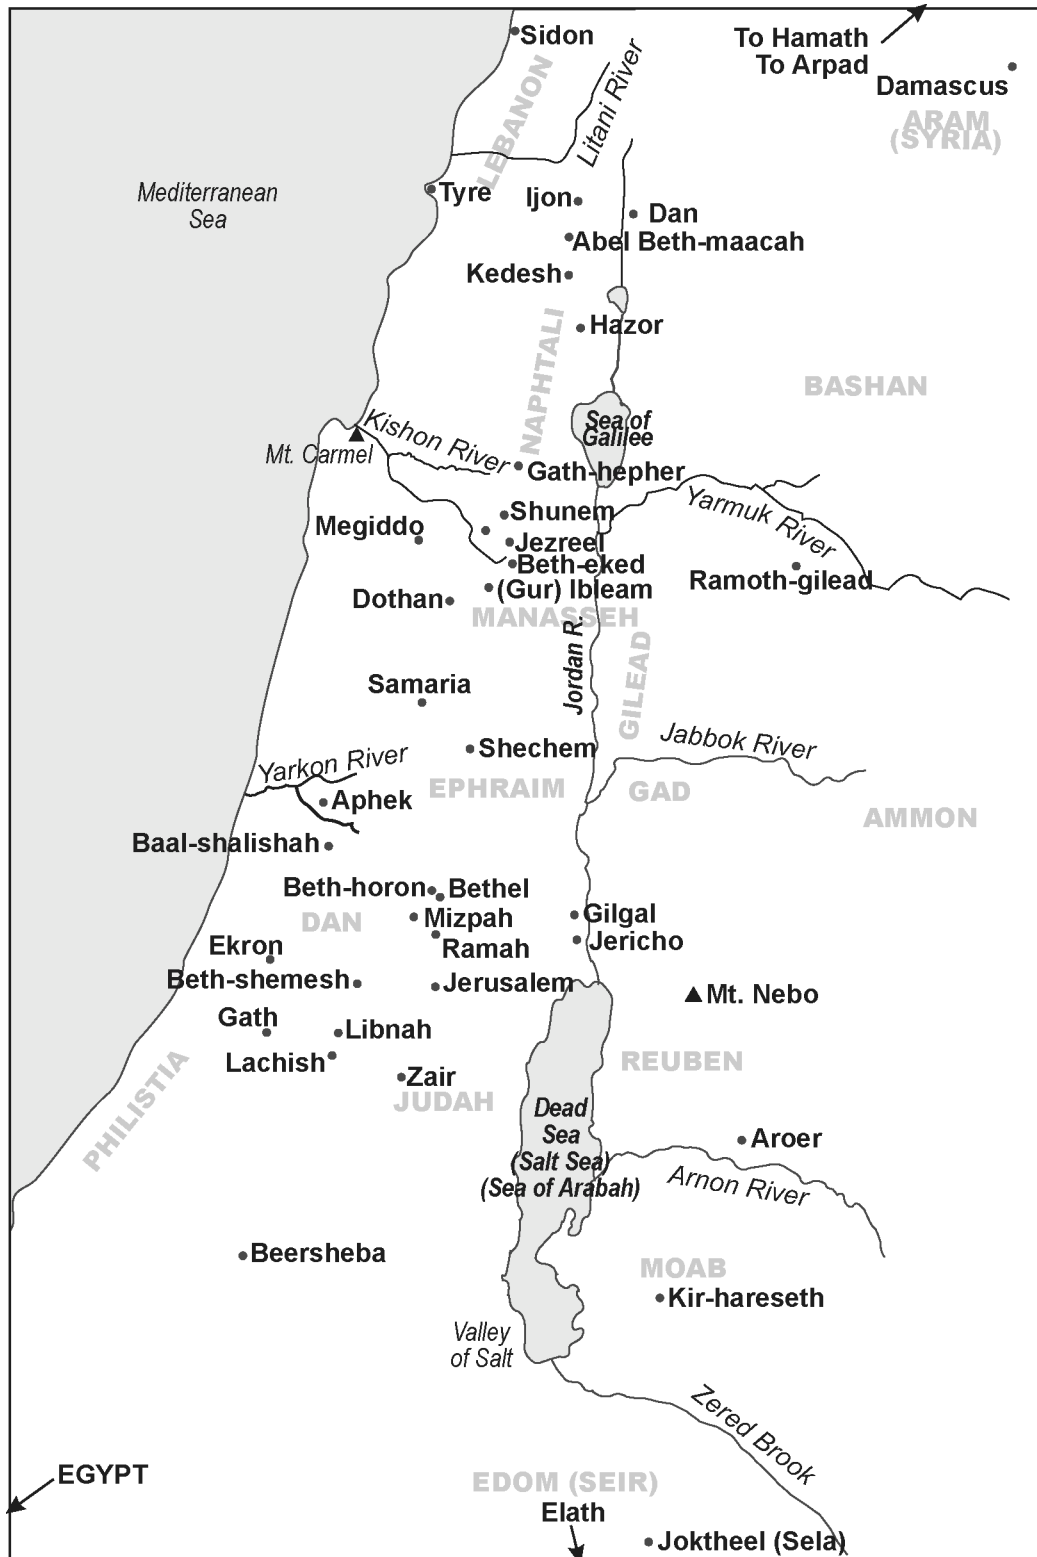 Sidon
To Hamath
To Arpad
Damascus
ARAM
(SYRIA)
LEBANON
Litani River
Mediterranean
Sea
Tyre
Ijon
Dan
Abel Beth-maacah
Kedesh
Hazor
NAPHTALI
BASHAN
Sea of
Galilee
Kishon River
Mt. Carmel
Gath-hepher
Yarmuk River
Shunem
Megiddo
Jezreel
Beth-eked
Ramoth-gilead
(Gur) Ibleam
Dothan
MANASSEH
Jordan R.
GILEAD
Samaria
Shechem
Jabbok River
Yarkon River
EPHRAIM
GAD
Aphek
AMMON
Baal-shalishah
Beth-horon
Bethel
Mizpah
Gilgal
DAN
Ramah
Jericho
Ekron
Beth-shemesh
Jerusalem
Mt. Nebo
Gath
Libnah
Lachish
REUBEN
Zair
JUDAH
PHILISTIA
Dead
Sea
(Salt Sea)
(Sea of Arabah)
Aroer
Arnon River
Beersheba
MOAB
Kir-hareseth
Valley
of Salt
Zered Brook
EGYPT
EDOM (SEIR)
Elath
Joktheel (Sela)